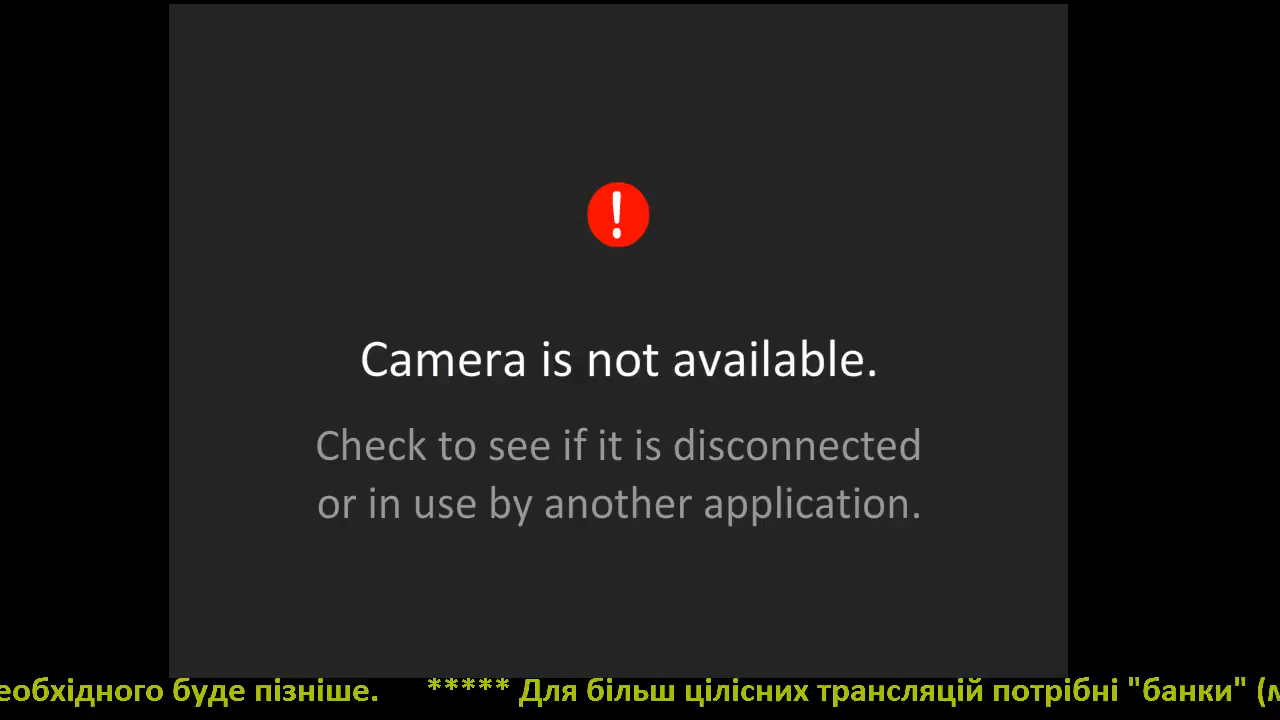 Camera is not available.
Check to see if it is disconnected
or in use by another application.
еобхідного буде пізніше. ***** Для більш цілісних трансляцій потрібні "банки" (м